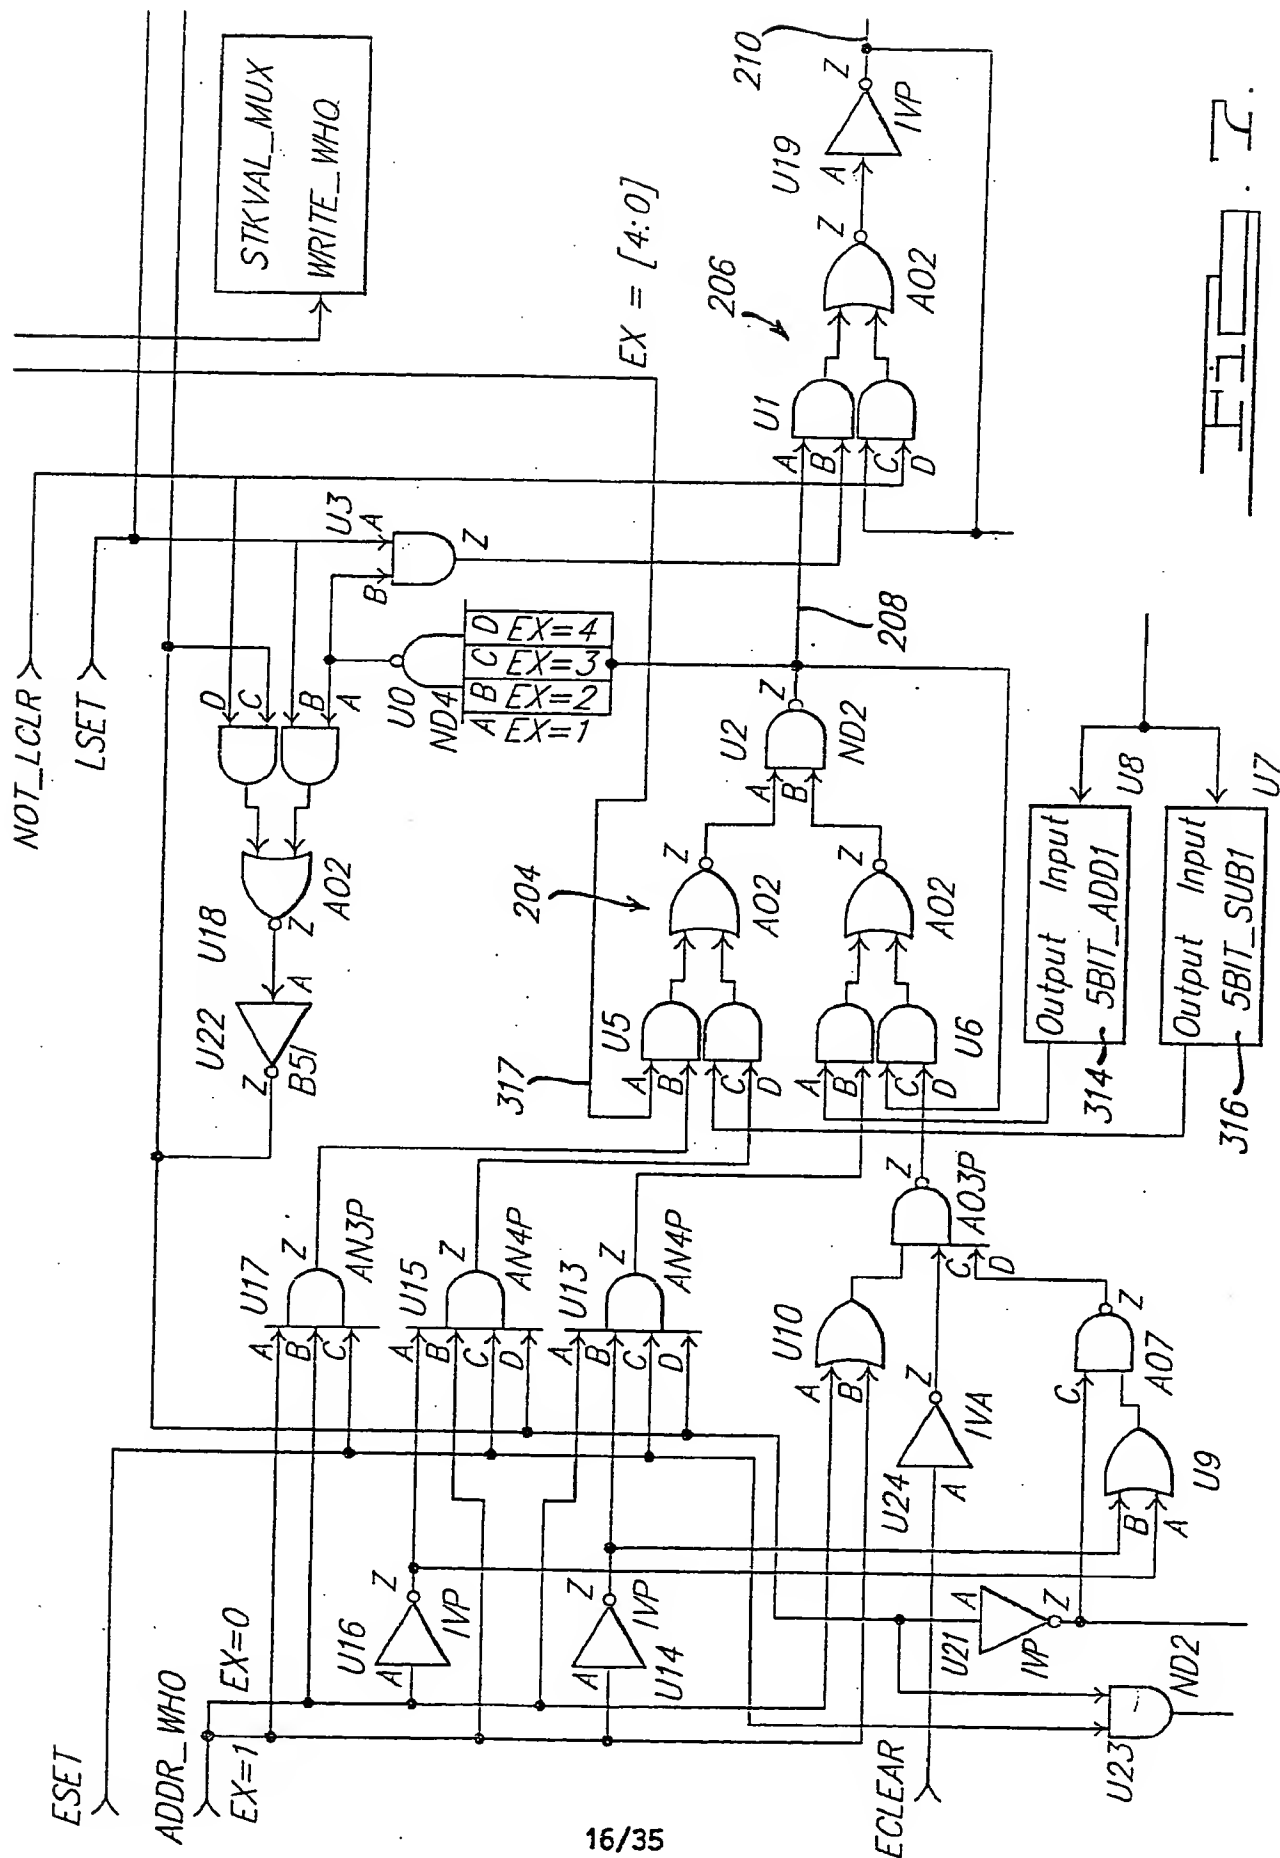 NOT_LCLR
LSET
STKVAL_MUX
WRITE_WHO
D
C
B
A
U18
AO2
Z
U22
A
Z
B51
U0
ND4
A
B
C
D
EX=1
EX=2
EX=3
EX=4
U3
A
B
Z
EX = [4:0]
206
U1
A
B
C
D
AO2
Z
U19
A
Z
IVP
210
208
U2
A
B
Z
ND2
204
317
U5
A
B
C
D
Z
AO2
U6
A
B
C
D
Z
AO2
U8
Output Input
5BIT_ADD1
314
U7
Output Input
5BIT_SUB1
316
ESET
ADDR_WHO
EX=0
EX=1
U17
A
B
C
Z
AN3P
U15
A
B
C
D
Z
AN4P
U13
A
B
C
D
Z
AN4P
U16
A
Z
IVP
U14
A
Z
IVP
U10
A
B
Z
C
D
AO3P
U24
A
Z
IVA
C
Z
AO7
U9
B
A
U21
A
Z
IVP
ECLEAR
U23
ND2
16/35